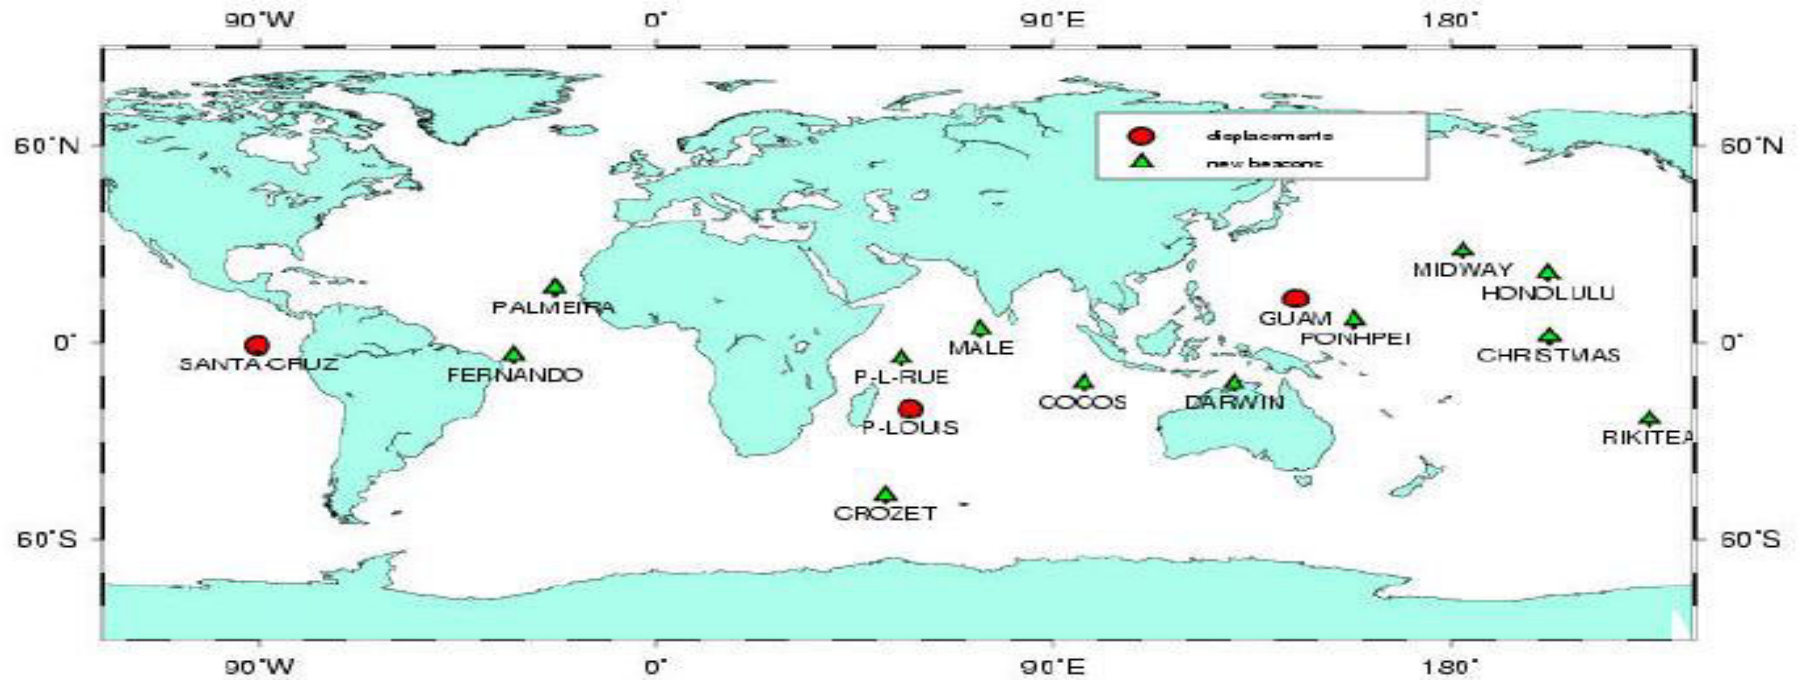 90°W 0° 90°E 180°
60°N 60°N
displacements
new beacons
MIDWAY
HONOLULU
PALMEIRA
GUAM
PONHPEI
0° 0°
MALE
CHRISTMAS
SANTA-CRUZ
FERNANDO
P-L-RUE
COCOS
DARWIN
P-LOUIS
RIKITEA
CROZET
60°S 60°S
90°W 0° 90°E 180°